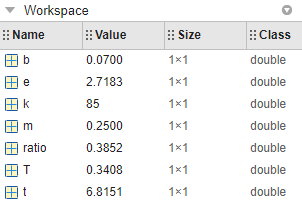 Workspace
Name Value Size Class
b 0.0700 1×1 double
e 2.7183 1×1 double
k 85 1×1 double
m 0.2500 1×1 double
ratio 0.3852 1×1 double
T 0.3408 1×1 double
t 6.8151 1×1 double